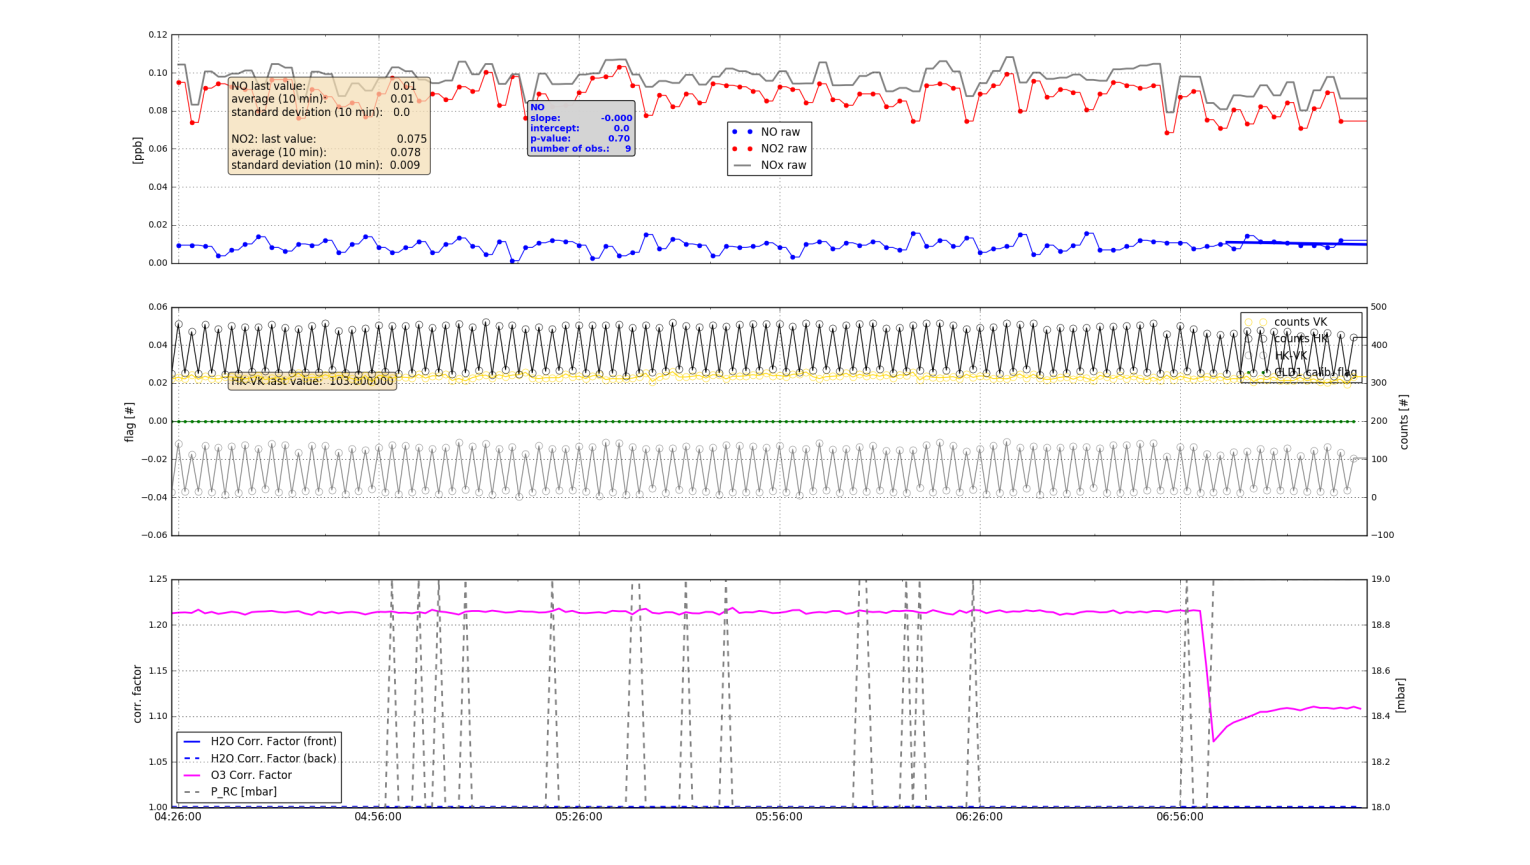 0.12
0.10
0.08
0.06
0.04
0.02
0.00
[ppb]
NO last value: 0.01
average (10 min): 0.01
standard deviation (10 min): 0.0
NO2: last value: 0.075
average (10 min): 0.078
standard deviation (10 min): 0.009
NO
slope: -0.000
intercept: 0.0
p-value: 0.70
number of obs.: 9
NO raw
NO2 raw
NOx raw
0.06
0.04
0.02
0.00
−0.02
−0.04
−0.06
flag [#]
HK-VK last value: 103.000000
counts VK
counts HK
HK-VK
CLD1 calib. flag
500
400
300
200
100
0
−100
counts [#]
1.25
1.20
1.15
1.10
1.05
1.00
corr. factor
H2O Corr. Factor (front)
H2O Corr. Factor (back)
O3 Corr. Factor
P_RC [mbar]
19.0
18.8
18.6
18.4
18.2
18.0
[mbar]
04:26:00 04:56:00 05:26:00 05:56:00 06:26:00 06:56:00